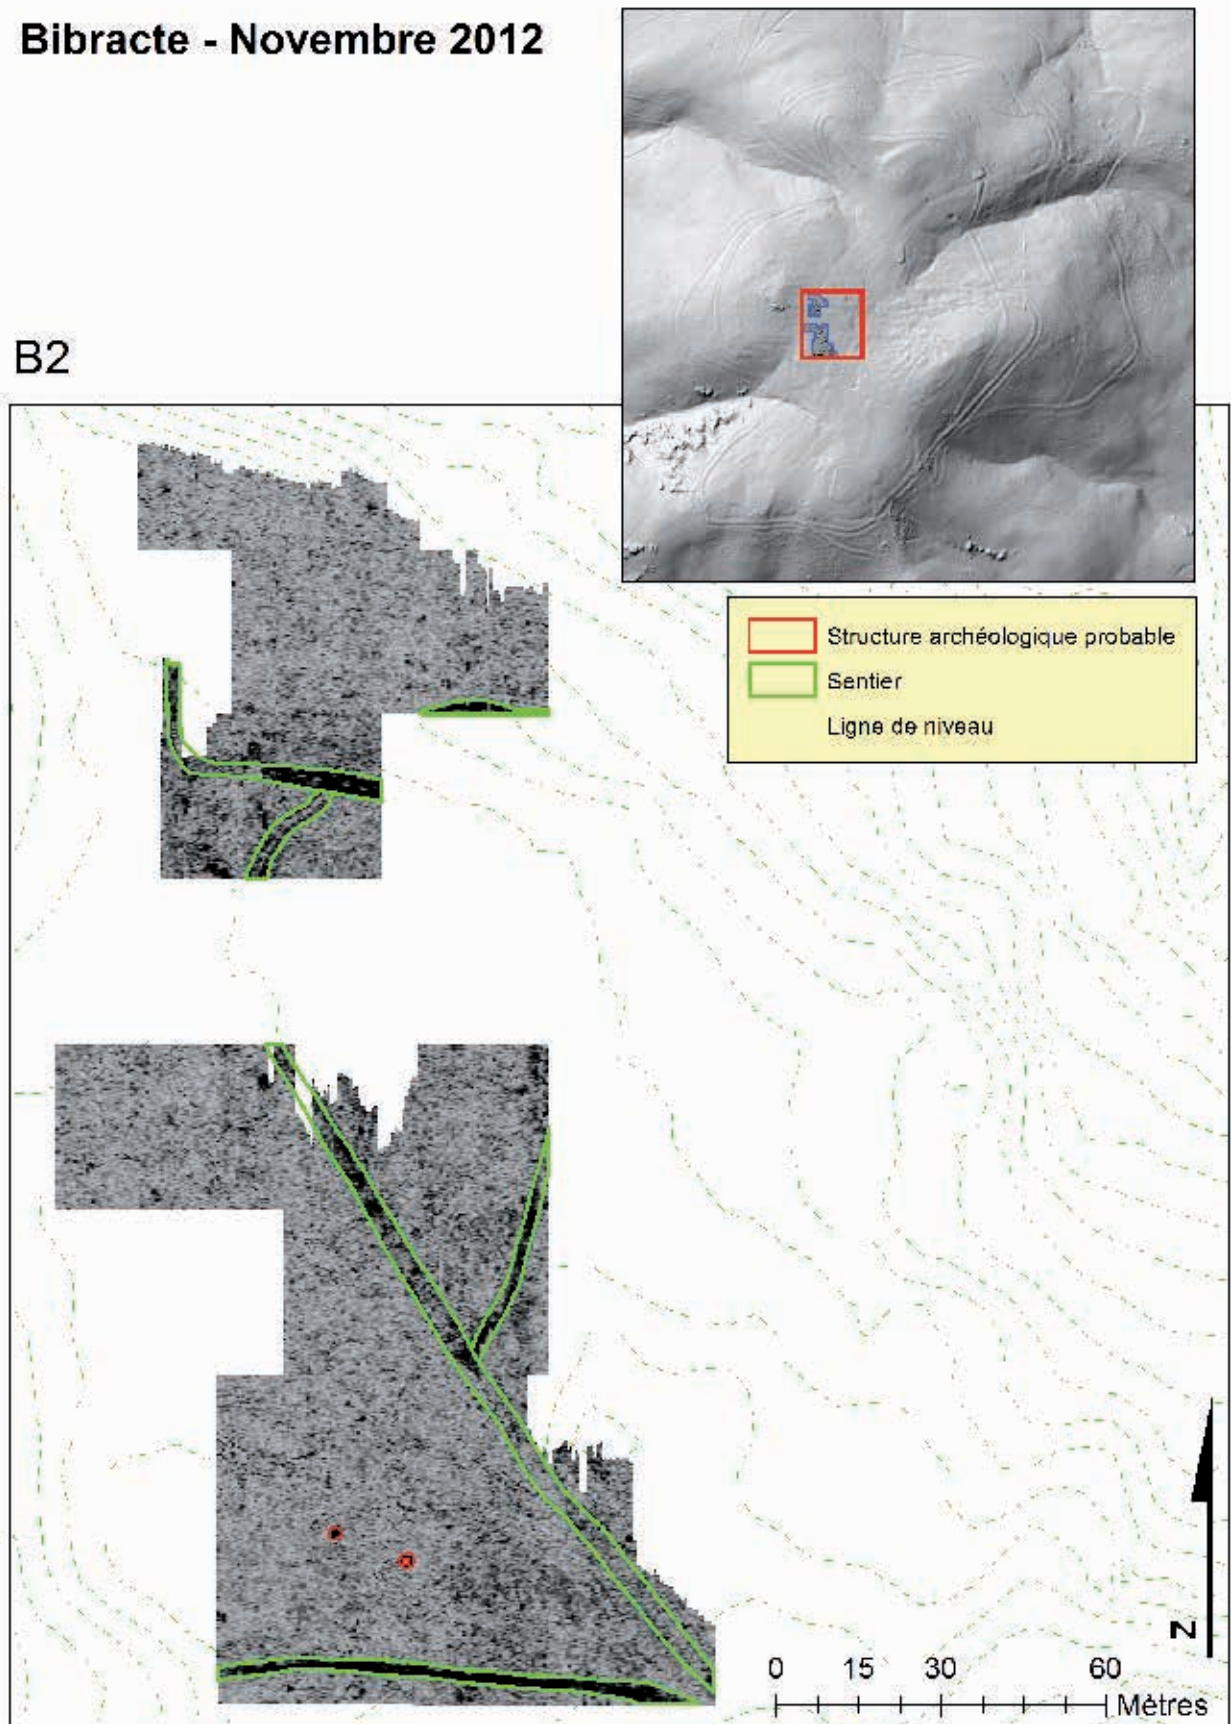 Bibracte - Novembre 2012
B2
Structure archéologique probable
Sentier
Ligne de niveau
N
0 15 30 60
Mètres